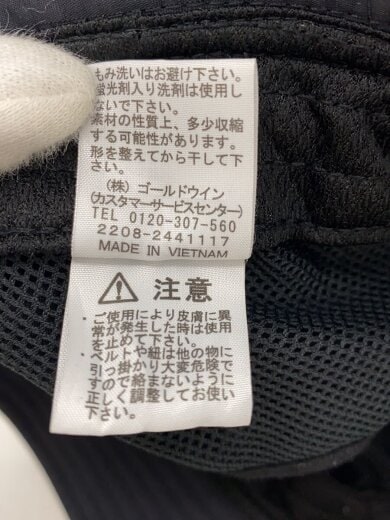 もみ洗いはお避け下さい。
蛍光剤入り洗剤は使用し
ないで下さい。
素材の性質上、多少収縮
する可能性があります。
形を整えてから干して下
さい。
(株) ゴールドウイン
(カスタマーサービスセンター)
TEL 0120-307-560
2208-2441117
MADE IN VIETNAM
注意
・ご使用により皮膚に異
常が発生した時は使用
を止めて下さい。
・ベルトや紐は他の物に
引っ掛かり大変危険で
すので絡まないように
正しく調整してお使い
下さい。